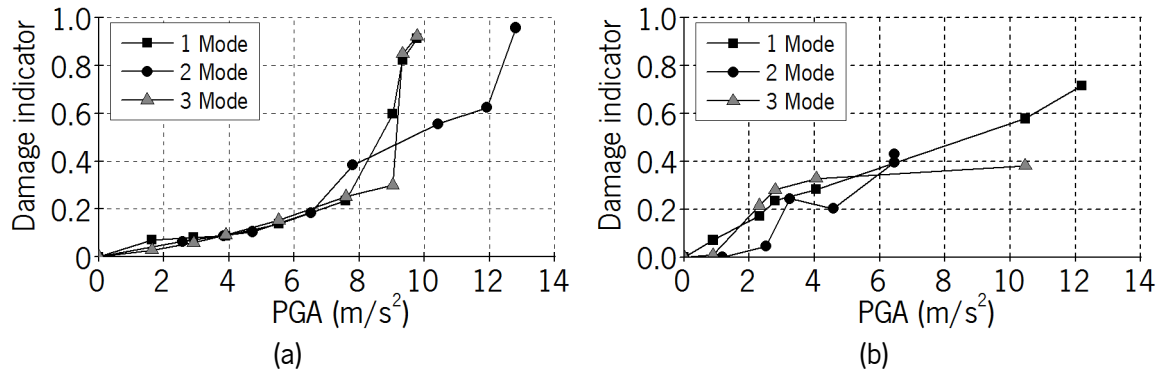 Damage indicator
1.0
0.8
0.6
0.4
0.2
0
1 Mode
2 Mode
3 Mode
0 2 4 6 8 10 12 14
PGA (m/s²)
(a)
Damage indicator
1.0
0.8
0.6
0.4
0.2
0.0
1 Mode
2 Mode
3 Mode
0 2 4 6 8 10 12 14
PGA (m/s²)
(b)